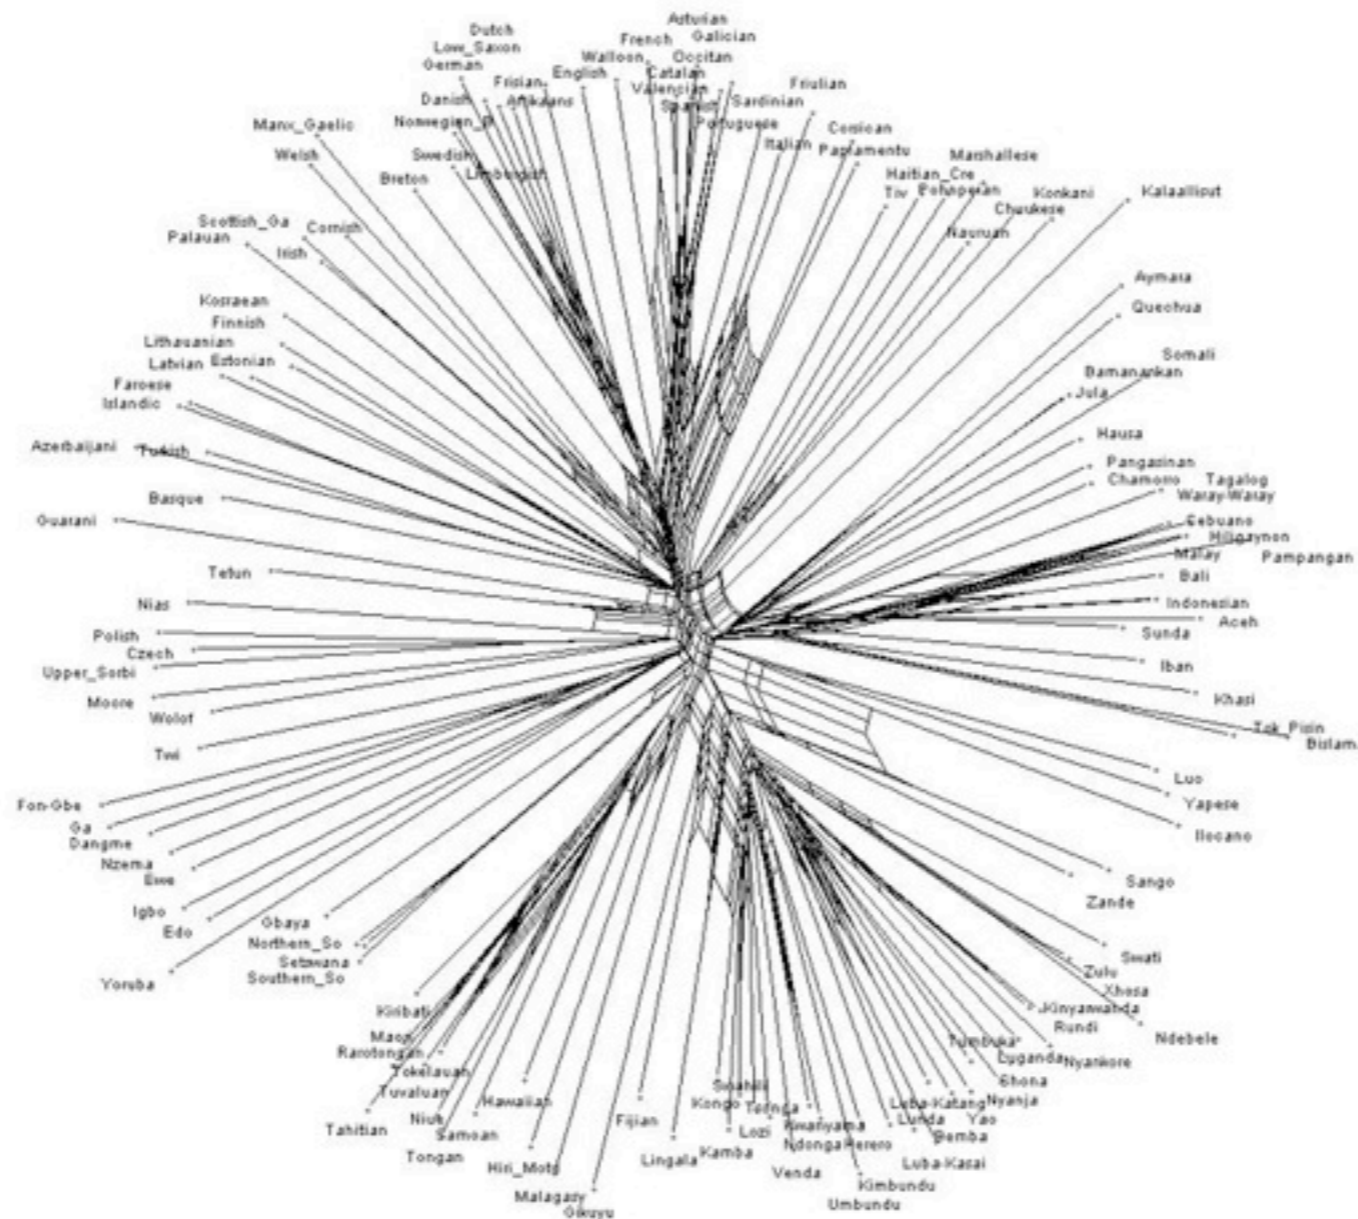 Asturian
Dutch
French
Galician
Low_Saxon
Walloon
Occitan
German
Frisian
English
Catalan
Friulian
Valencian
Danish
Afrikaans
Spanish
Sardinian
Portuguese
Manx_Gaelic
Norwegian_B
Corsican
Italian
Papiamentu
Welsh
Swedish
Limburgish
Marshallese
Breton
Haitian_Cre
Tiv
Pohnpeian
Konkani
Kalaallisut
Chuukese
Scottish_Ga
Cornish
Palauan
Nauruan
Irish
Aymara
Kosraean
Quechua
Finnish
Lithauanian
Somali
Latvian
Estonian
Bamanankan
Faroese
Jula
Islandic
Hausa
Azerbaijani
Turkish
Pangasinan
Chamorro
Tagalog
Basque
Waray-Waray
Guarani
Cebuano
Hiligaynon
Malay
Pampangan
Tetun
Bali
Nias
Indonesian
Aceh
Polish
Sunda
Czech
Upper_Sorbi
Iban
Moore
Khasi
Wolof
Tok_Pisin
Bislam
Twi
Luo
Fon-Gbe
Yapese
Ga
Ilocano
Dangme
Nzema
Ewe
Sango
Igbo
Zande
Gbaya
Edo
Northern_So
Setswana
Swati
Southern_So
Zulu
Yoruba
Xhosa
Kiribati
Kinyarwanda
Rundi
Maori
Ndebele
Rarotongan
Tumbuka
Luganda
Nyankore
Tokelauan
Shona
Tuvaluan
Swahili
Hawaiian
Kongo
Tsonga
Luba-Katang
Nyanja
Niue
Fijian
Lunda
Yao
Tahitian
Samoan
Lozi
Kwanyama
Bemba
Tongan
Ndonga
Herero
Kamba
Lingala
Hiri_Motu
Luba-Kasai
Venda
Kimbundu
Malagasy
Umbundu
Gikuyu